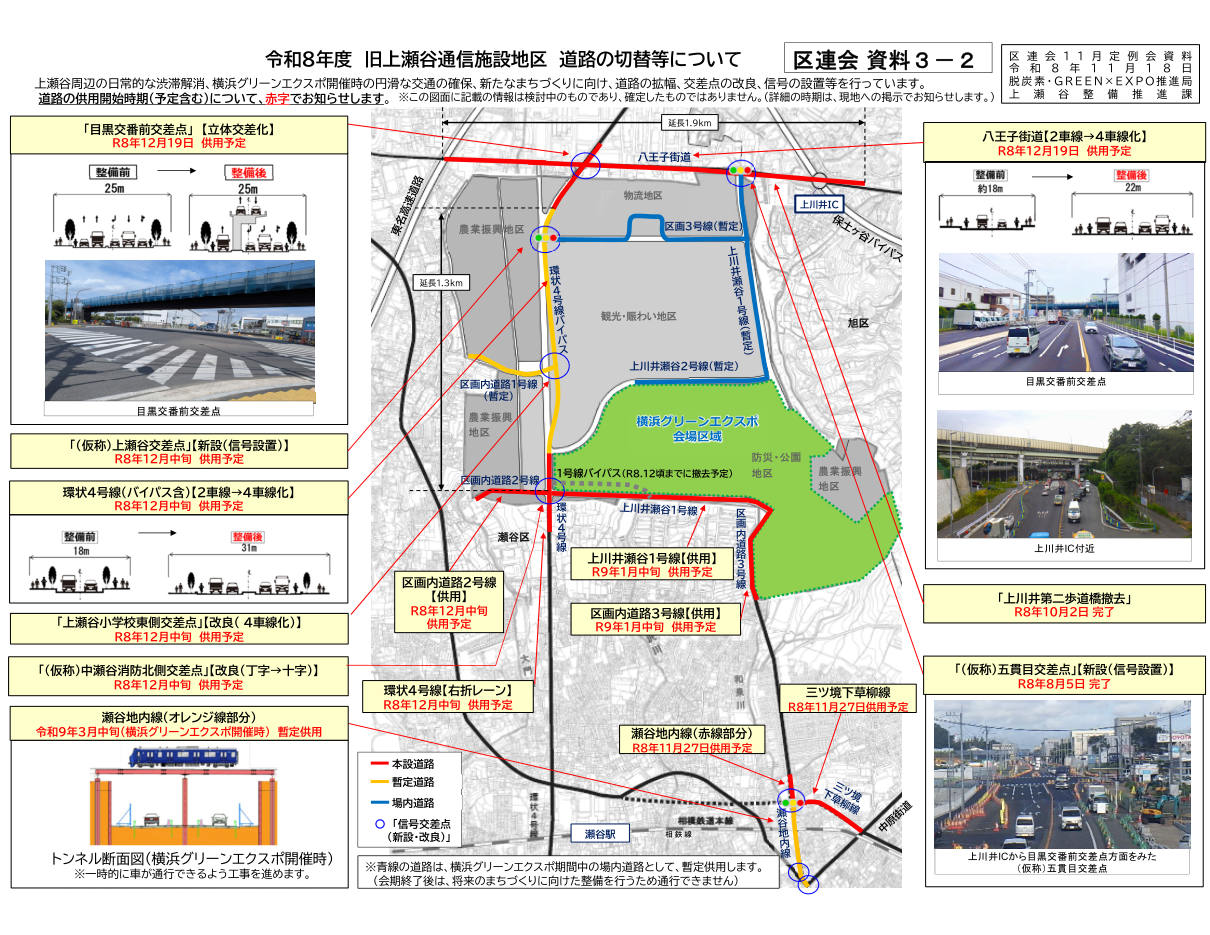 令和8年度　旧上瀬谷通信施設地区　道路の切替等について
区連会 資料３－２
区連会１１月定例会資料
令和８年１１月１８日
脱炭素・GREEN×EXPO推進局
上瀬谷整備推進課
上瀬谷周辺の日常的な渋滞解消、横浜グリーンエクスポ開催時の円滑な交通の確保、新たなまちづくりに向け、道路の拡幅、交差点の改良、信号の設置等を行っています。
道路の供用開始時期(予定含む)について、赤字でお知らせします。 ※この図面に記載の情報は検討中のものであり、確定したものではありません。（詳細の時期は、現地への掲示でお知らせします。）
「目黒交番前交差点」【立体交差化】
R8年12月19日　供用予定
整備前
整備後
25m
25m
目黒交番前交差点
「（仮称）上瀬谷交差点」【新設（信号設置）】
R8年12月中旬　供用予定
環状4号線（バイパス含）【2車線→4車線化】
R8年12月中旬　供用予定
整備前
整備後
18m
31m
「上瀬谷小学校東側交差点」【改良（４車線化）】
R8年12月中旬　供用予定
「（仮称）中瀬谷消防北側交差点」【改良（丁字→十字）】
R8年12月中旬　供用予定
瀬谷地内線（オレンジ線部分）
令和9年3月中旬（横浜グリーンエクスポ開催時）　暫定供用
トンネル断面図（横浜グリーンエクスポ開催時）
※一時的に車が通行できるよう工事を進めます。
延長1.9km
八王子街道
東名高速道路
物流地区
上川井IC
保土ヶ谷バイパス
農業振興地区
区画3号線（暫定）
延長1.3km
環状4号線バイパス
上川井瀬谷1号線（暫定）
観光・賑わい地区
旭区
上川井瀬谷2号線（暫定）
区画内道路1号線
（暫定）
農業振興
地区
横浜グリーンエクスポ
会場区域
防災・公園
地区
農業振興
地区
1号線バイパス（R8.12頃までに撤去予定）
区画内道路2号線
上川井瀬谷1号線
環状4号線
瀬谷区
区画内道路3号線
上川井瀬谷1号線【供用】
R9年1月中旬　供用予定
区画内道路2号線
【供用】
R8年12月中旬
供用予定
区画内道路3号線【供用】
R9年1月中旬　供用予定
大門
川
和泉川
環状4号線【右折レーン】
R8年12月中旬　供用予定
三ツ境下草柳線
R8年11月27日供用予定
瀬谷地内線（赤線部分）
R8年11月27日供用予定
本設道路
暫定道路
場内道路
「信号交差点
（新設・改良）」
環状4号線
瀬谷駅
相模鉄道本線
相鉄線
三ツ境
下草柳線
瀬谷地内線
中原街道
※青線の道路は、横浜グリーンエクスポ期間中の場内道路として、暫定供用します。
（会期終了後は、将来のまちづくりに向けた整備を行うため通行できません）
八王子街道【2車線→4車線化】
R8年12月19日　供用予定
整備前
整備後
約18m
22m
目黒交番前交差点
上川井IC付近
「上川井第二歩道橋撤去」
R8年10月2日 完了
「（仮称）五貫目交差点」【新設（信号設置）】
R8年8月5日 完了
TOYOTA
上川井ICから目黒交番前交差点方面をみた
（仮称）五貫目交差点